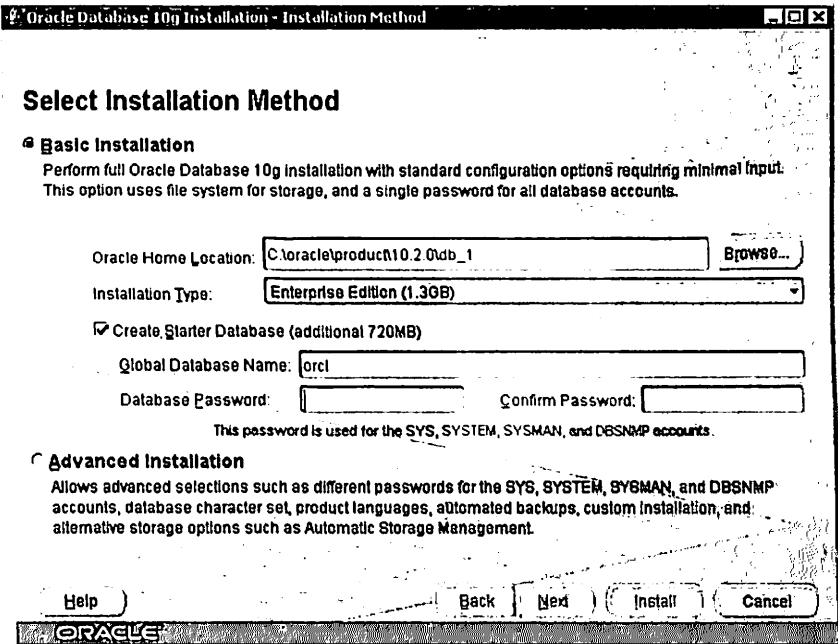 Oracle Database 10g Installation - Installation Method
Select Installation Method
Basic Installation
Perform full Oracle Database 10g Installation with standard configuration options requiring minimal input.
This option uses file system for storage, and a single password for all database accounts.
Oracle Home Location: C:\oracle\product\10.2.0\db_1 Browse...
Installation Type: Enterprise Edition (1.3GB)
Create Starter Database (additional 720MB)
Global Database Name: orcl
Database Password: Confirm Password:
This password is used for the SYS, SYSTEM, SYSMAN, and DBSNMP accounts.
Advanced Installation
Allows advanced selections such as different passwords for the SYS, SYSTEM, SYSMAN, and DBSNMP
accounts, database character set, product languages, automated backups, custom installation, and
alternative storage options such as Automatic Storage Management.
Help Back Next Install Cancel
ORACLE